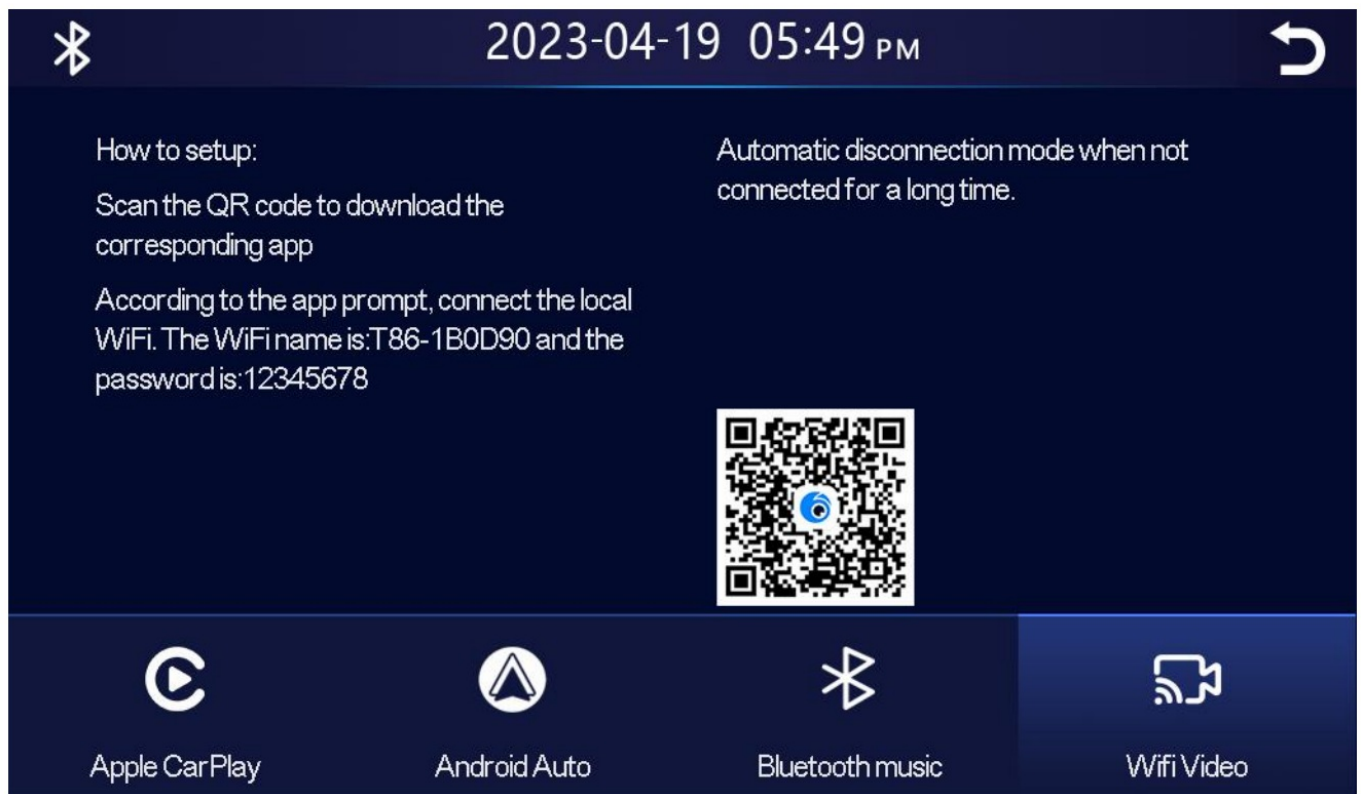 2023-04-19 05:49 PM
How to setup:
Scan the QR code to download the
corresponding app
According to the app prompt, connect the local
WiFi. The WiFi name is:T86-1B0D90 and the
password is:12345678
Automatic disconnection mode when not
connected for a long time.
Apple CarPlay
Android Auto
Bluetooth music
Wifi Video